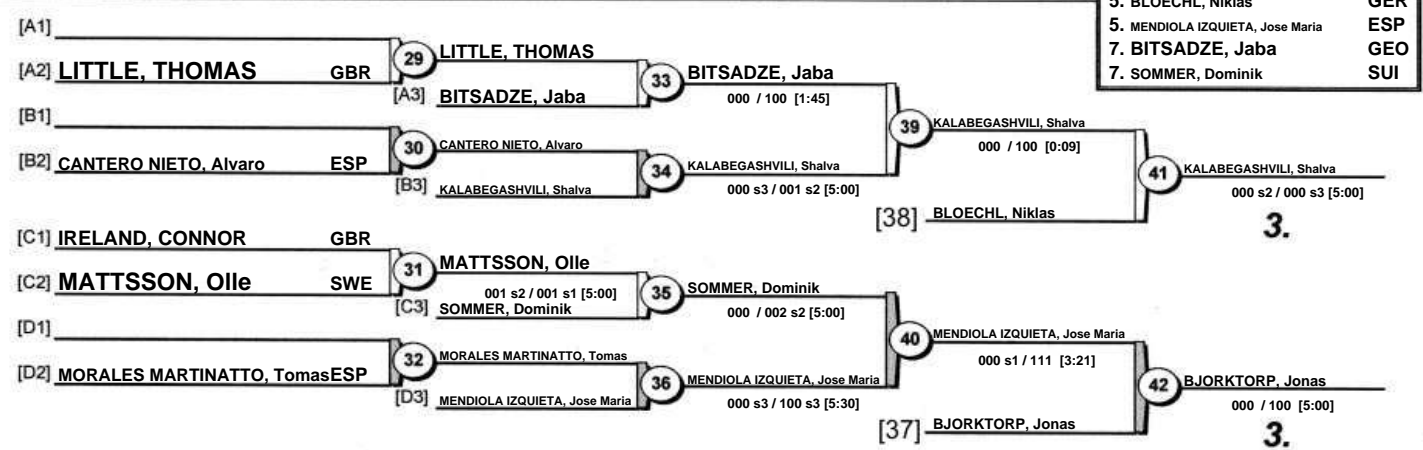 5. BLOECHL, Niklas GER
5. MENDIOLA IZQUIETA, Jose Maria ESP
7. BITSADZE, Jaba GEO
7. SOMMER, Dominik SUI
[A1]
[A2] LITTLE, THOMAS GBR
29
LITTLE, THOMAS
[A3] BITSADZE, Jaba
33
BITSADZE, Jaba
000 / 100 [1:45]
[B1]
[B2] CANTERO NIETO, Alvaro ESP
30
CANTERO NIETO, Alvaro
[B3] KALABEGASHVILI, Shalva
34
KALABEGASHVILI, Shalva
000 s3 / 001 s2 [5:00]
39
KALABEGASHVILI, Shalva
000 / 100 [0:09]
[38] BLOECHL, Niklas
41
KALABEGASHVILI, Shalva
000 s2 / 000 s3 [5:00]
3.
[C1] IRELAND, CONNOR GBR
[C2] MATTSSON, Olle SWE
31
MATTSSON, Olle
001 s2 / 001 s1 [5:00]
[C3] SOMMER, Dominik
35
SOMMER, Dominik
000 / 002 s2 [5:00]
[D1]
[D2] MORALES MARTINATTO, Tomas ESP
32
MORALES MARTINATTO, Tomas
[D3] MENDIOLA IZQUIETA, Jose Maria
36
MENDIOLA IZQUIETA, Jose Maria
000 s3 / 100 s3 [5:30]
40
MENDIOLA IZQUIETA, Jose Maria
000 s1 / 111 [3:21]
[37] BJORKTORP, Jonas
42
BJORKTORP, Jonas
000 / 100 [5:00]
3.